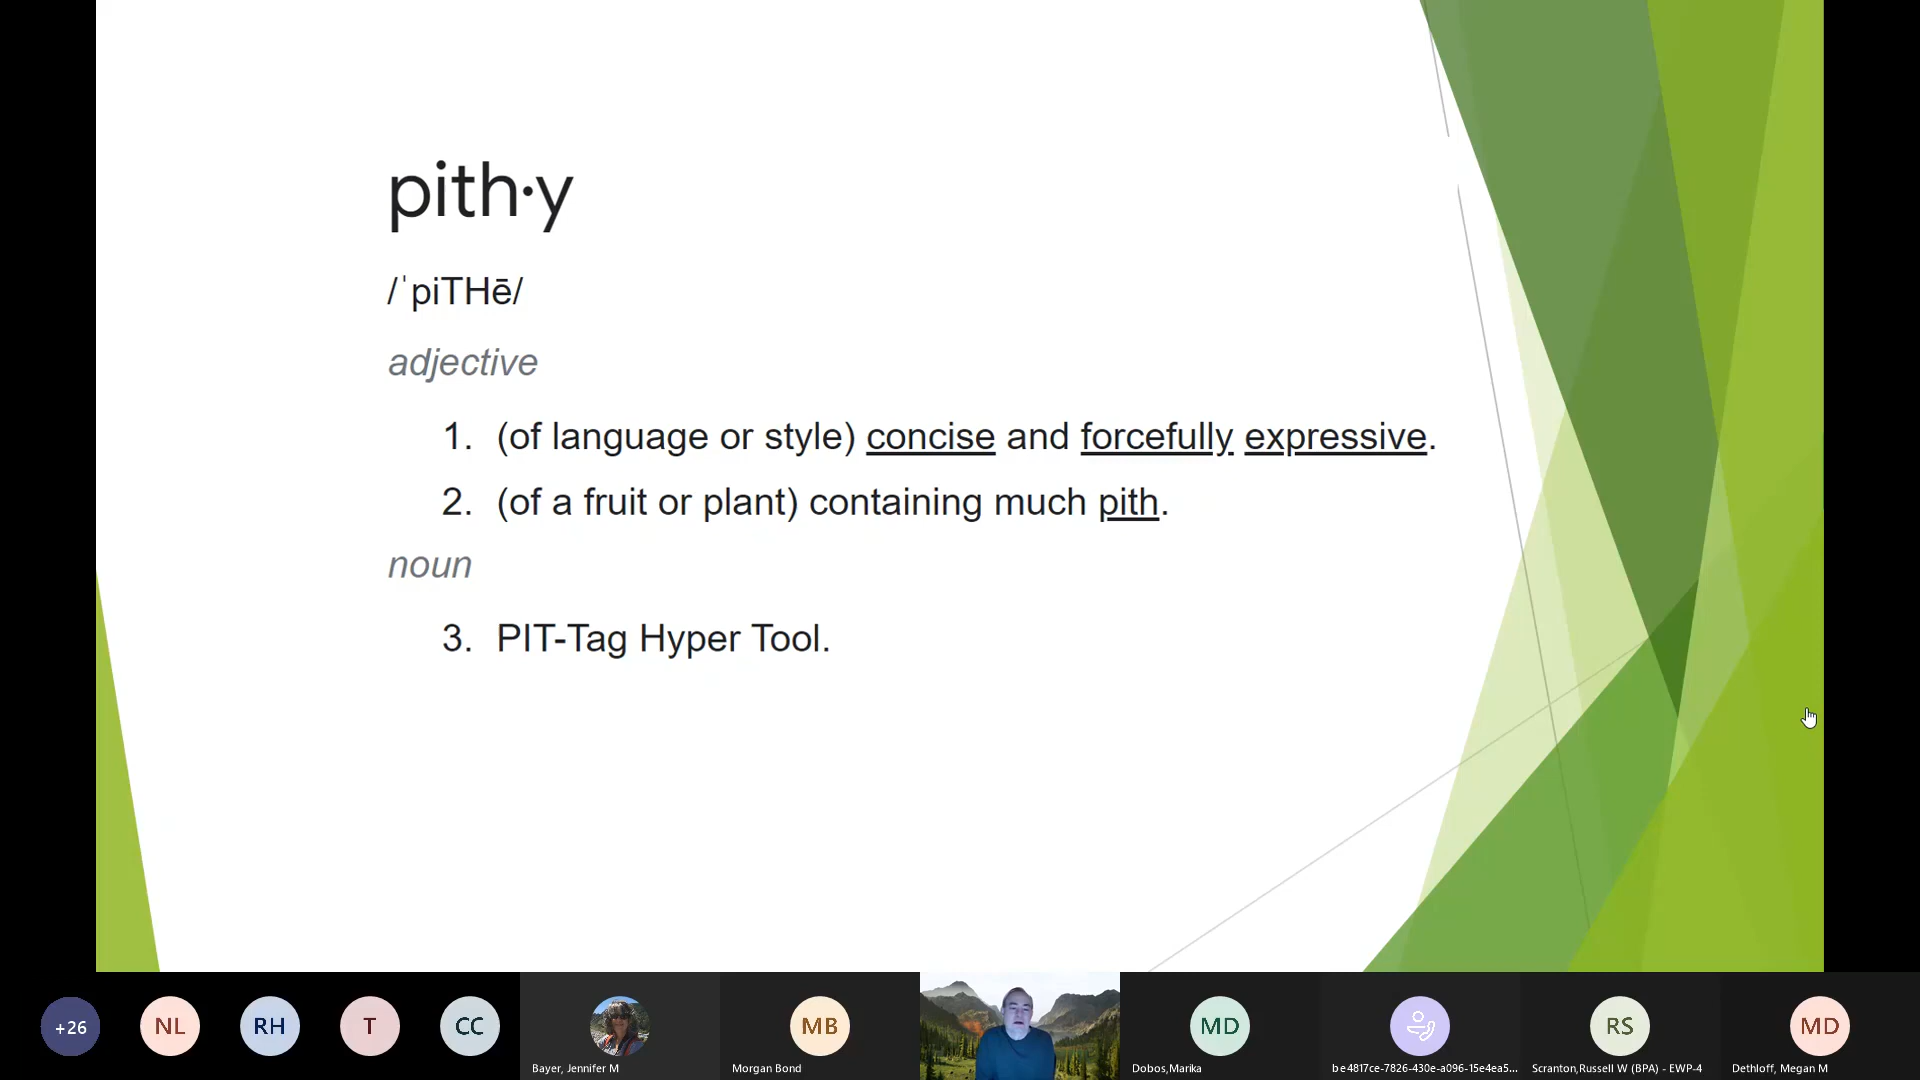 pith·y
/ˈpiTHē/
adjective
1. (of language or style) concise and forcefully expressive.
2. (of a fruit or plant) containing much pith.
noun
3. PIT-Tag Hyper Tool.
+26
NL
RH
T
CC
Bayer, Jennifer M
MB
Morgan Bond
MD
Dobos,Marika
be4817ce-7826-430e-a096-15e4ea5...
RS
Scranton,Russell W (BPA) - EWP-4
MD
Dethloff, Megan M